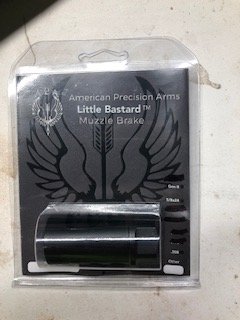 American Precision Arms
Little Bastard™
Muzzle Brake
Gen II
5/8x24
.308
Other